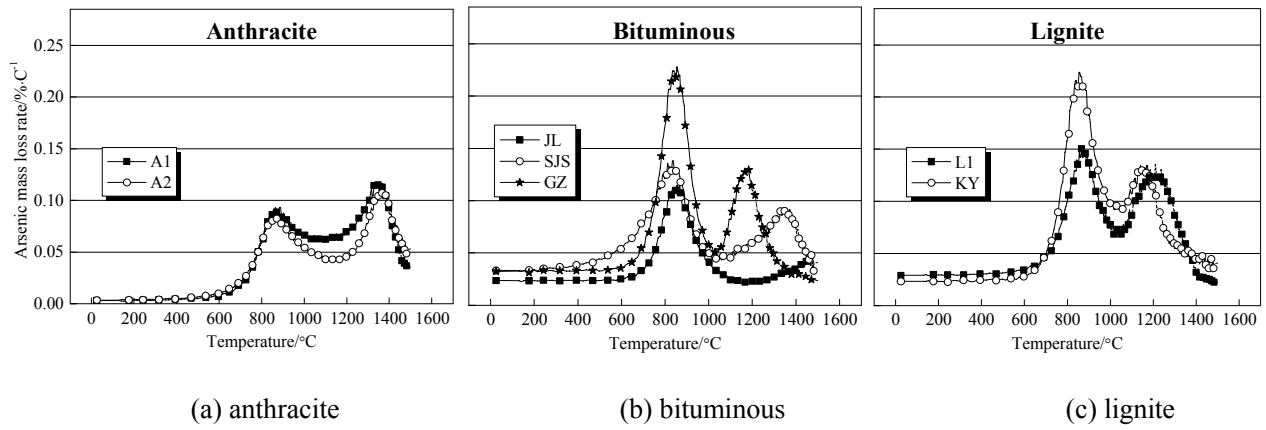 Anthracite
Bituminous
Lignite
Arsenic mass loss rate/%·C⁻¹
0.25
0.20
0.15
0.10
0.05
0.00
A1
A2
JL
SJS
GZ
L1
KY
0 200 400 600 800 1000 1200 1400 1600
0 200 400 600 800 1000 1200 1400 1600
0 200 400 600 800 1000 1200 1400 1600
Temperature/°C
Temperature/°C
Temperature/°C
(a) anthracite
(b) bituminous
(c) lignite